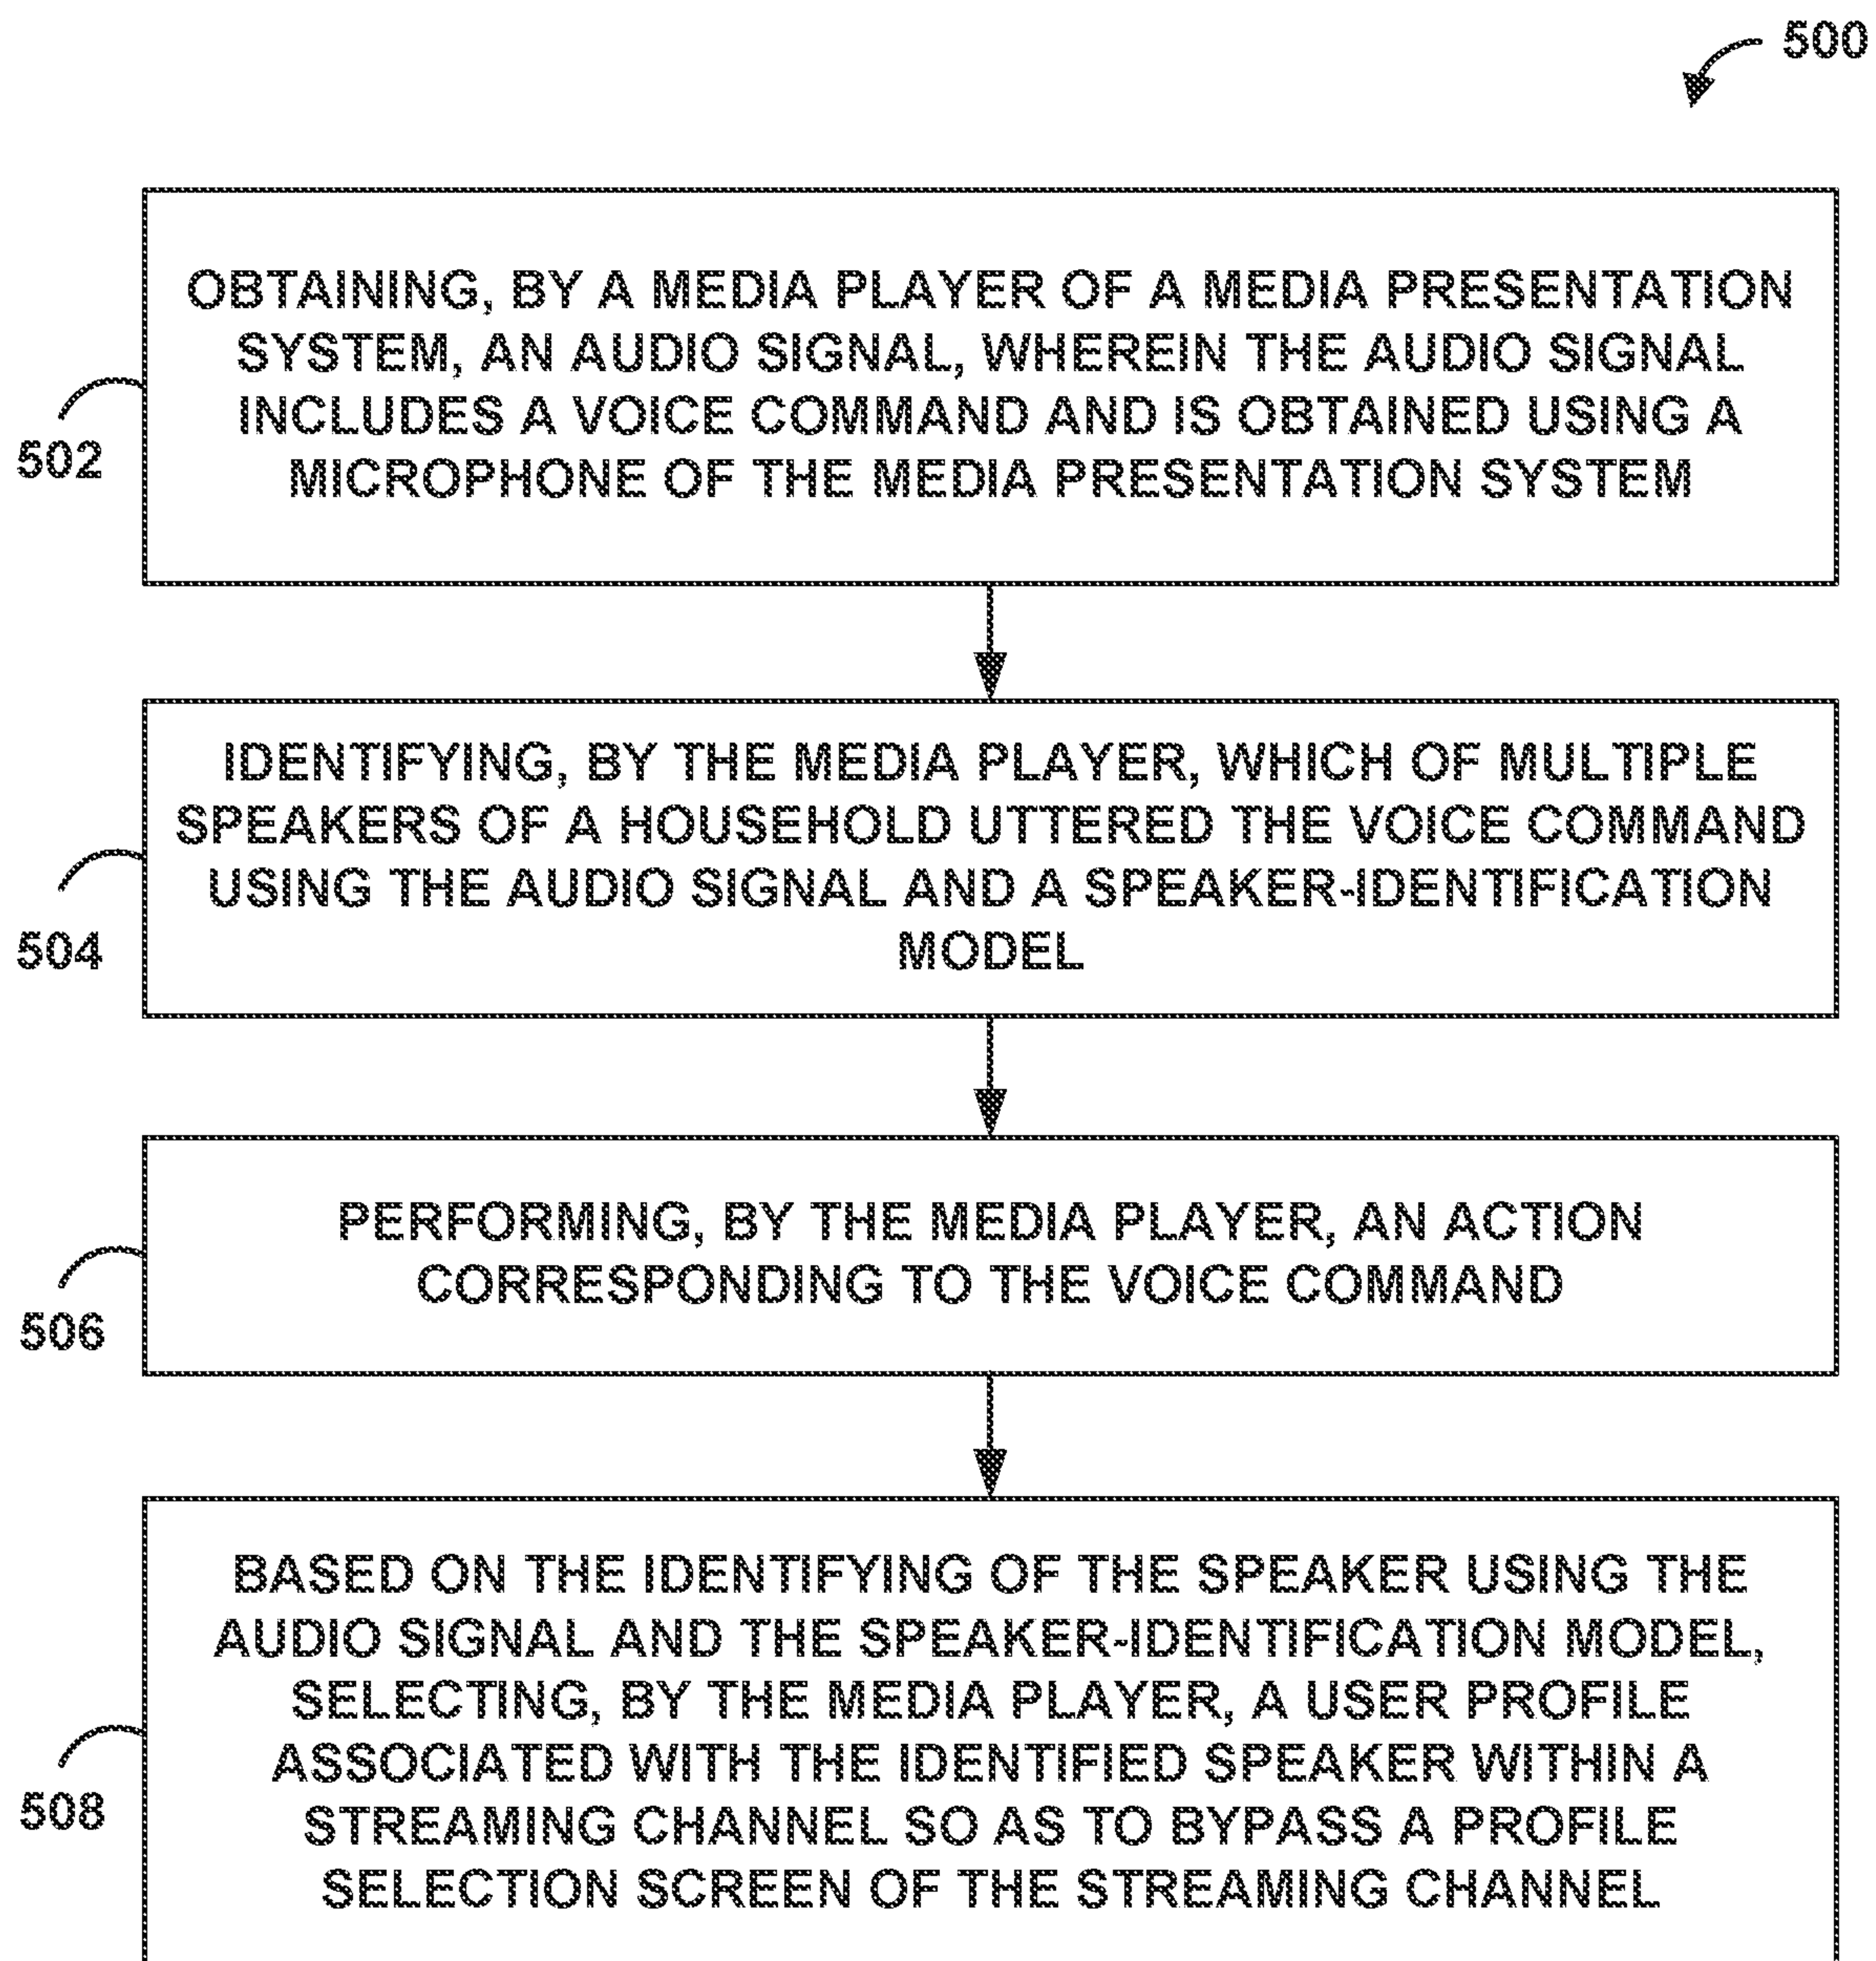 500
OBTAINING, BY A MEDIA PLAYER OF A MEDIA PRESENTATION
SYSTEM, AN AUDIO SIGNAL, WHEREIN THE AUDIO SIGNAL
INCLUDES A VOICE COMMAND AND IS OBTAINED USING A
MICROPHONE OF THE MEDIA PRESENTATION SYSTEM
502
IDENTIFYING, BY THE MEDIA PLAYER, WHICH OF MULTIPLE
SPEAKERS OF A HOUSEHOLD UTTERED THE VOICE COMMAND
USING THE AUDIO SIGNAL AND A SPEAKER-IDENTIFICATION
MODEL
504
PERFORMING, BY THE MEDIA PLAYER, AN ACTION
CORRESPONDING TO THE VOICE COMMAND
506
BASED ON THE IDENTIFYING OF THE SPEAKER USING THE
AUDIO SIGNAL AND THE SPEAKER-IDENTIFICATION MODEL,
SELECTING, BY THE MEDIA PLAYER, A USER PROFILE
ASSOCIATED WITH THE IDENTIFIED SPEAKER WITHIN A
STREAMING CHANNEL SO AS TO BYPASS A PROFILE
SELECTION SCREEN OF THE STREAMING CHANNEL
508